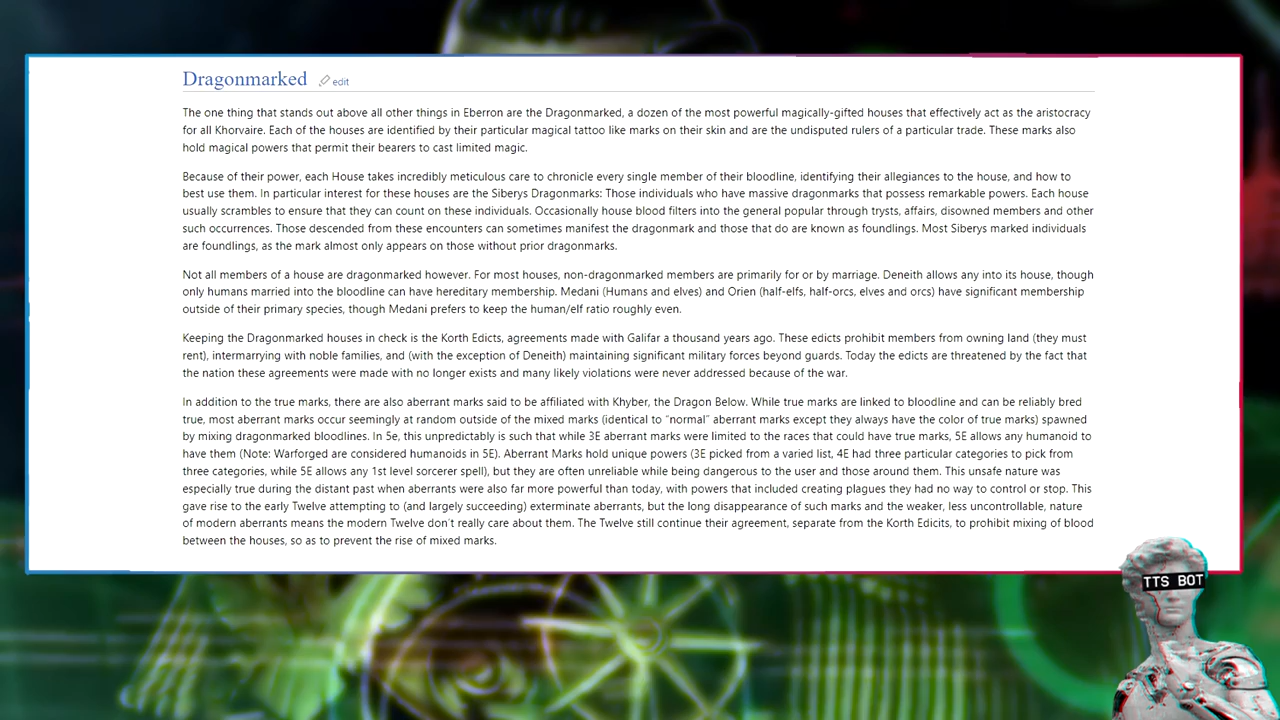 Dragonmarked edit
The one thing that stands out above all other things in Eberron are the Dragonmarked, a dozen of the most powerful magically-gifted houses that effectively act as the aristocracy
for all Khorvaire. Each of the houses are identified by their particular magical tattoo like marks on their skin and are the undisputed rulers of a particular trade. These marks also
hold magical powers that permit their bearers to cast limited magic.
Because of their power, each House takes incredibly meticulous care to chronicle every single member of their bloodline, identifying their allegiances to the house, and how to
best use them. In particular interest for these houses are the Siberys Dragonmarks: Those individuals who have massive dragonmarks that possess remarkable powers. Each house
usually scrambles to ensure that they can count on these individuals. Occasionally house blood filters into the general popular through trysts, affairs, disowned members and other
such occurrences. Those descended from these encounters can sometimes manifest the dragonmark and those that do are known as foundlings. Most Siberys marked individuals
are foundlings, as the mark almost only appears on those without prior dragonmarks.
Not all members of a house are dragonmarked however. For most houses, non-dragonmarked members are primarily for or by marriage. Deneith allows any into its house, though
only humans married into the bloodline can have hereditary membership. Medani (Humans and elves) and Orien (half-elfs, half-orcs, elves and orcs) have significant membership
outside of their primary species, though Medani prefers to keep the human/elf ratio roughly even.
Keeping the Dragonmarked houses in check is the Korth Edicts, agreements made with Galifar a thousand years ago. These edicts prohibit members from owning land (they must
rent), intermarrying with noble families, and (with the exception of Deneith) maintaining significant military forces beyond guards. Today the edicts are threatened by the fact that
the nation these agreements were made with no longer exists and many likely violations were never addressed because of the war.
In addition to the true marks, there are also aberrant marks said to be affiliated with Khyber, the Dragon Below. While true marks are linked to bloodline and can be reliably bred
true, most aberrant marks occur seemingly at random outside of the mixed marks (identical to "normal" aberrant marks except they always have the color of true marks) spawned
by mixing dragonmarked bloodlines. In 5e, this unpredictably is such that while 3E aberrant marks were limited to the races that could have true marks, 5E allows any humanoid to
have them (Note: Warforged are considered humanoids in 5E). Aberrant Marks hold unique powers (3E picked from a varied list, 4E had three particular categories to pick from
three categories, while 5E allows any 1st level sorcerer spell), but they are often unreliable while being dangerous to the user and those around them. This unsafe nature was
especially true during the distant past when aberrants were also far more powerful than today, with powers that included creating plagues they had no way to control or stop. This
gave rise to the early Twelve attempting to (and largely succeeding) exterminate aberrants, but the long disappearance of such marks and the weaker, less uncontrollable, nature
of modern aberrants means the modern Twelve don't really care about them. The Twelve still continue their agreement, separate from the Korth Edicits, to prohibit mixing of blood
between the houses, so as to prevent the rise of mixed marks.
TTS BOT